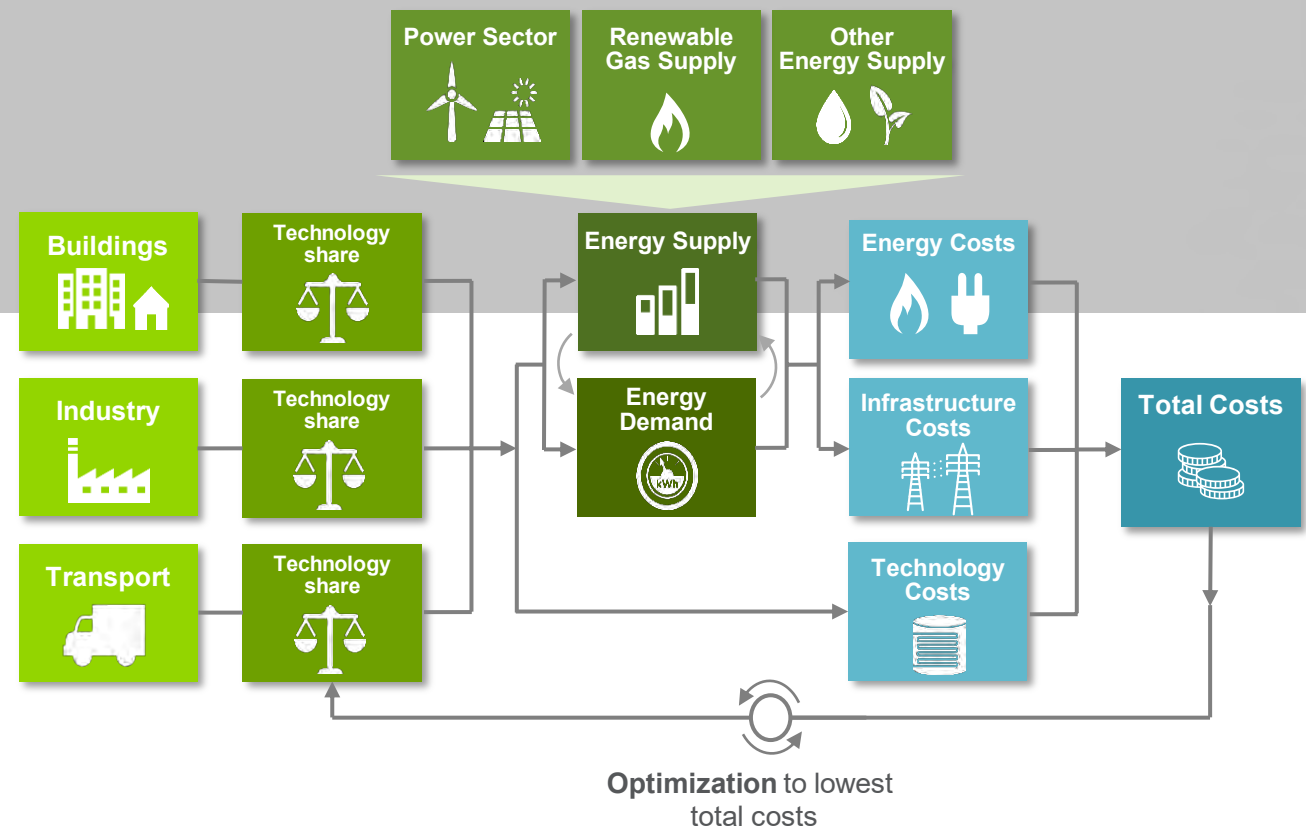 Power Sector
Renewable
Gas Supply
Other
Energy Supply
Buildings
Technology
share
Energy Supply
Energy Costs
Industry
Technology
share
Energy
Demand
kWh
Infrastructure
Costs
Total Costs
Transport
Technology
share
Technology
Costs
Optimization to lowest
total costs